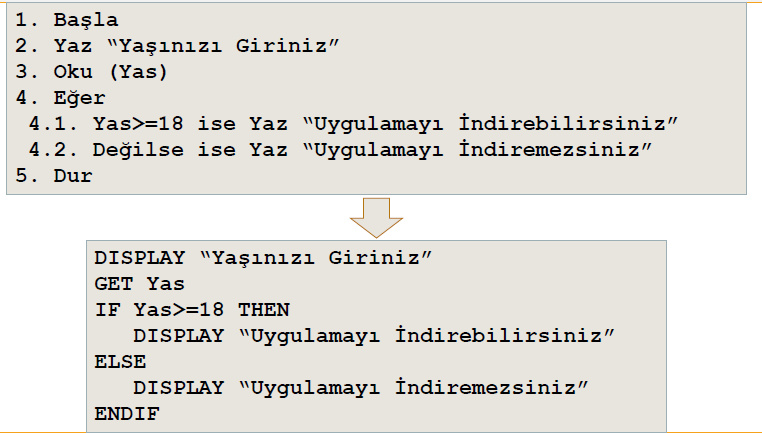 1. Başla
2. Yaz “Yaşınızı Giriniz”
3. Oku (Yas)
4. Eğer
4.1. Yas>=18 ise Yaz “Uygulamayı İndirebilirsiniz”
4.2. Değilse ise Yaz “Uygulamayı İndiremezsiniz”
5. Dur
DISPLAY “Yaşınızı Giriniz”
GET Yas
IF Yas>=18 THEN
DISPLAY “Uygulamayı İndirebilirsiniz”
ELSE
DISPLAY “Uygulamayı İndiremezsiniz”
ENDIF